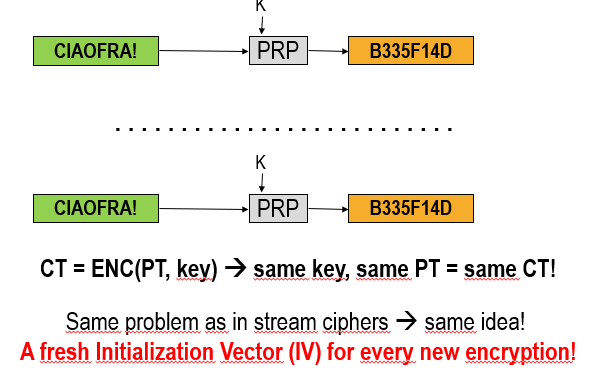 K
CIAOFRA! PRP B335F14D
. . . . . . . . . . . . . . . . . . . . . . . . . . . . . . .
K
CIAOFRA! PRP B335F14D
CT = ENC(PT, key) → same key, same PT = same CT!
Same problem as in stream ciphers → same idea!
A fresh Initialization Vector (IV) for every new encryption!